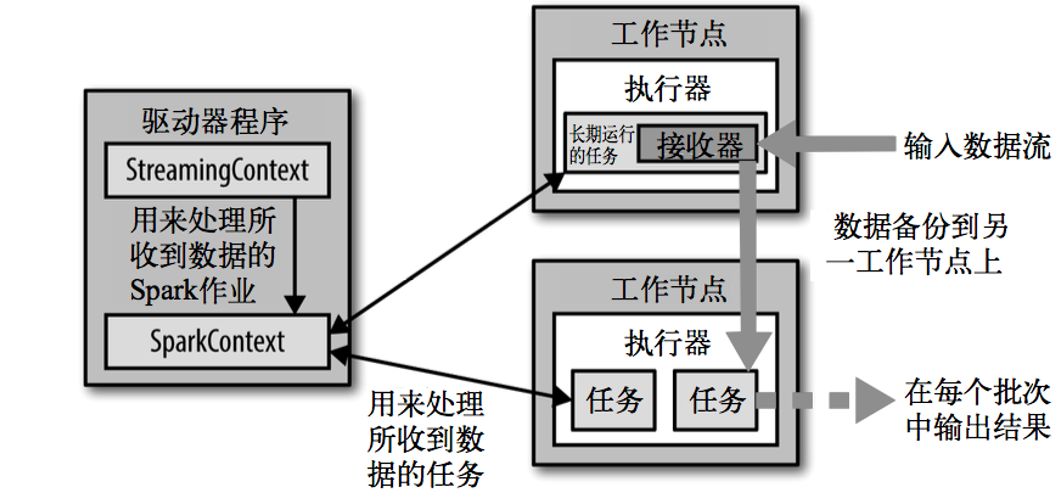 驱动器程序
StreamingContext
用来处理所
收到数据的
Spark作业
SparkContext
用来处理
所收到数
据的任务
工作节点
执行器
长期运行
的任务
接收器
输入数据流
数据备份到另
一工作节点上
工作节点
执行器
任务
任务
在每个批次
中输出结果